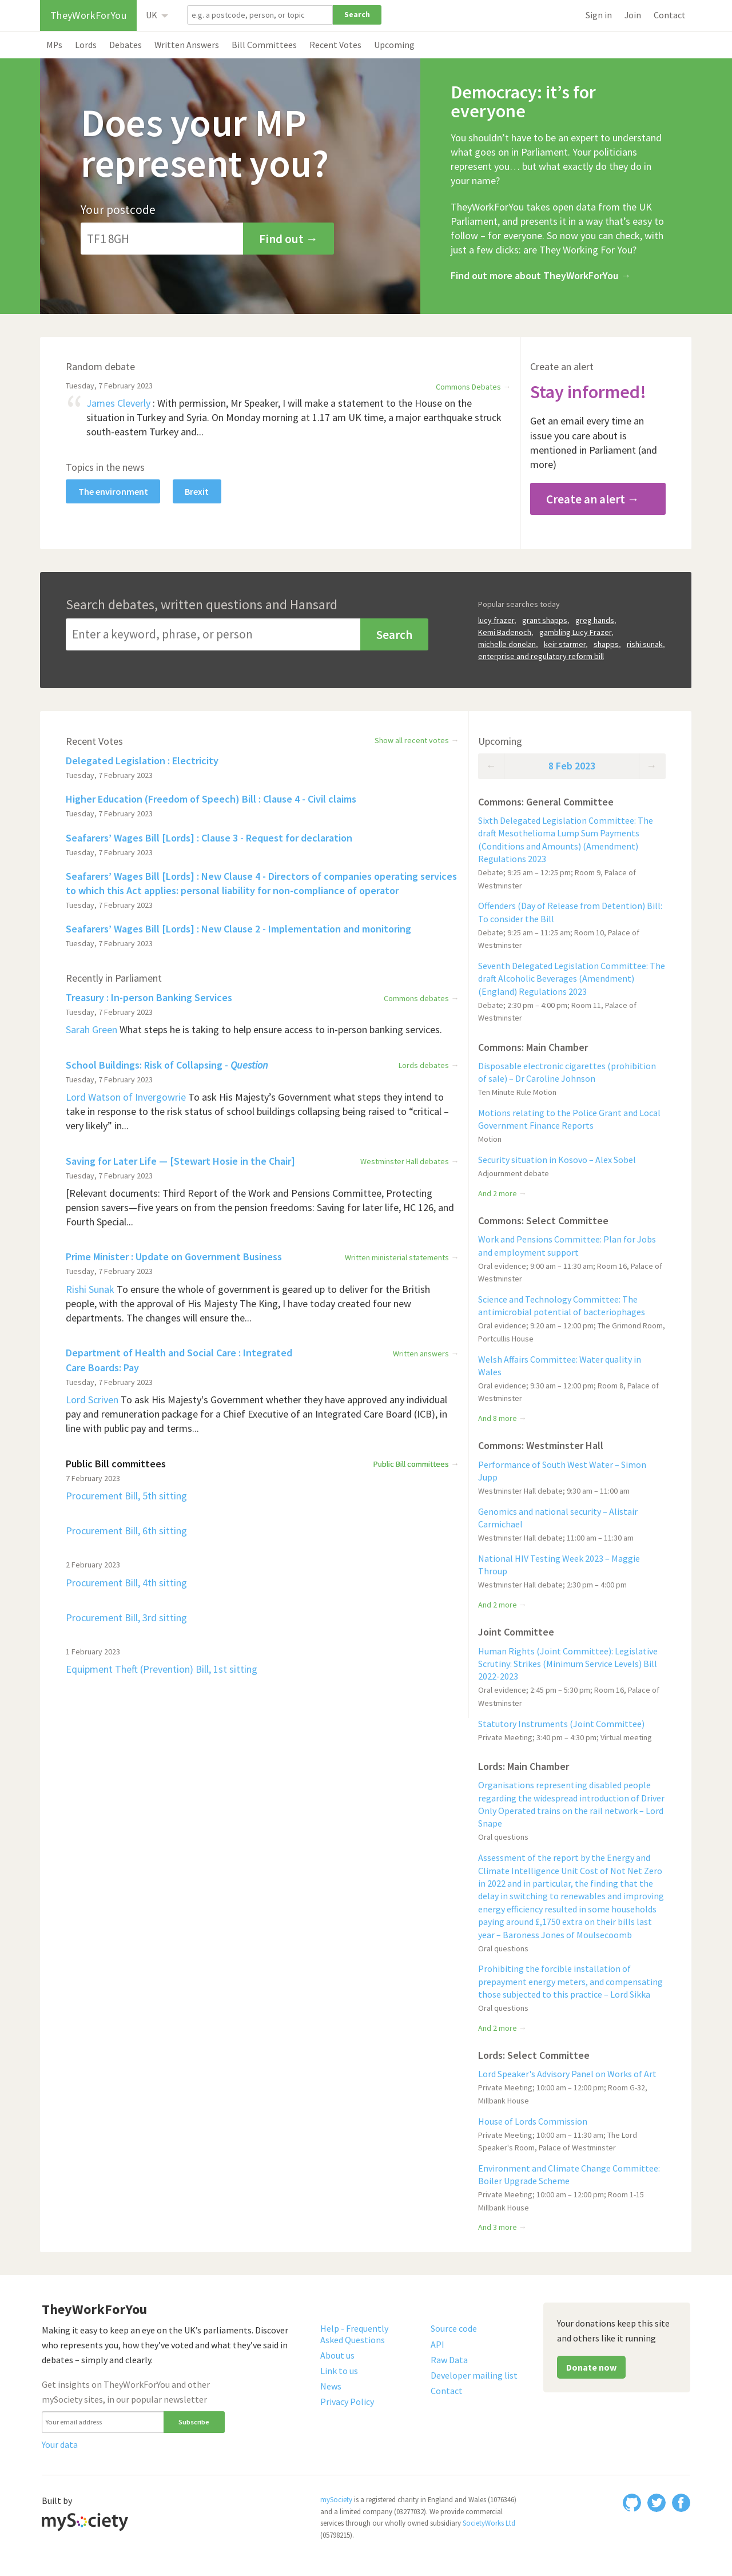 TheyWorkForYou
UK
e.g. a postcode, person, or topic
Search
Sign in
Join
Contact
MPs
Lords
Debates
Written Answers
Bill Committees
Recent Votes
Upcoming
Does your MP
represent you?
Your postcode
TF1 8GH
Find out →
Democracy: it’s for
everyone
You shouldn’t have to be an expert to understand
what goes on in Parliament. Your politicians
represent you… but what exactly do they do in
your name?
TheyWorkForYou takes open data from the UK
Parliament, and presents it in a way that’s easy to
follow – for everyone. So now you can check, with
just a few clicks: are They Working For You?
Find out more about TheyWorkForYou →
Random debate
Tuesday, 7 February 2023
Commons Debates →
“ James Cleverly : With permission, Mr Speaker, I will make a statement to the House on the
situation in Turkey and Syria. On Monday morning at 1.17 am UK time, a major earthquake struck
south-eastern Turkey and...
Topics in the news
The environment
Brexit
Create an alert
Stay informed!
Get an email every time an
issue you care about is
mentioned in Parliament (and
more)
Create an alert →
Search debates, written questions and Hansard
Enter a keyword, phrase, or person
Search
Popular searches today
lucy frazer, grant shapps, greg hands,
Kemi Badenoch, gambling Lucy Frazer,
michelle donelan, keir starmer, shapps, rishi sunak,
enterprise and regulatory reform bill
Recent Votes
Show all recent votes →
Delegated Legislation : Electricity
Tuesday, 7 February 2023
Higher Education (Freedom of Speech) Bill : Clause 4 - Civil claims
Tuesday, 7 February 2023
Seafarers’ Wages Bill [Lords] : Clause 3 - Request for declaration
Tuesday, 7 February 2023
Seafarers’ Wages Bill [Lords] : New Clause 4 - Directors of companies operating services
to which this Act applies: personal liability for non-compliance of operator
Tuesday, 7 February 2023
Seafarers’ Wages Bill [Lords] : New Clause 2 - Implementation and monitoring
Tuesday, 7 February 2023
Recently in Parliament
Treasury : In-person Banking Services
Commons debates →
Tuesday, 7 February 2023
Sarah Green What steps he is taking to help ensure access to in-person banking services.
School Buildings: Risk of Collapsing - Question
Lords debates →
Tuesday, 7 February 2023
Lord Watson of Invergowrie To ask His Majesty’s Government what steps they intend to
take in response to the risk status of school buildings collapsing being raised to “critical –
very likely” in...
Saving for Later Life — [Stewart Hosie in the Chair]
Westminster Hall debates →
Tuesday, 7 February 2023
[Relevant documents: Third Report of the Work and Pensions Committee, Protecting
pension savers—five years on from the pension freedoms: Saving for later life, HC 126, and
Fourth Special...
Prime Minister : Update on Government Business
Written ministerial statements →
Tuesday, 7 February 2023
Rishi Sunak To ensure the whole of government is geared up to deliver for the British
people, with the approval of His Majesty The King, I have today created four new
departments. The changes will ensure the...
Department of Health and Social Care : Integrated
Care Boards: Pay
Written answers →
Tuesday, 7 February 2023
Lord Scriven To ask His Majesty's Government whether they have approved any individual
pay and remuneration package for a Chief Executive of an Integrated Care Board (ICB), in
line with public pay and terms...
Public Bill committees
Public Bill committees →
7 February 2023
Procurement Bill, 5th sitting
Procurement Bill, 6th sitting
2 February 2023
Procurement Bill, 4th sitting
Procurement Bill, 3rd sitting
1 February 2023
Equipment Theft (Prevention) Bill, 1st sitting
Upcoming
← 8 Feb 2023 →
Commons: General Committee
Sixth Delegated Legislation Committee: The
draft Mesothelioma Lump Sum Payments
(Conditions and Amounts) (Amendment)
Regulations 2023
Debate; 9:25 am – 12:25 pm; Room 9, Palace of
Westminster
Offenders (Day of Release from Detention) Bill:
To consider the Bill
Debate; 9:25 am – 11:25 am; Room 10, Palace of
Westminster
Seventh Delegated Legislation Committee: The
draft Alcoholic Beverages (Amendment)
(England) Regulations 2023
Debate; 2:30 pm – 4:00 pm; Room 11, Palace of
Westminster
Commons: Main Chamber
Disposable electronic cigarettes (prohibition
of sale) – Dr Caroline Johnson
Ten Minute Rule Motion
Motions relating to the Police Grant and Local
Government Finance Reports
Motion
Security situation in Kosovo – Alex Sobel
Adjournment debate
And 2 more →
Commons: Select Committee
Work and Pensions Committee: Plan for Jobs
and employment support
Oral evidence; 9:00 am – 11:30 am; Room 16, Palace of
Westminster
Science and Technology Committee: The
antimicrobial potential of bacteriophages
Oral evidence; 9:20 am – 12:00 pm; The Grimond Room,
Portcullis House
Welsh Affairs Committee: Water quality in
Wales
Oral evidence; 9:30 am – 12:00 pm; Room 8, Palace of
Westminster
And 8 more →
Commons: Westminster Hall
Performance of South West Water – Simon
Jupp
Westminster Hall debate; 9:30 am – 11:00 am
Genomics and national security – Alistair
Carmichael
Westminster Hall debate; 11:00 am – 11:30 am
National HIV Testing Week 2023 – Maggie
Throup
Westminster Hall debate; 2:30 pm – 4:00 pm
And 2 more →
Joint Committee
Human Rights (Joint Committee): Legislative
Scrutiny: Strikes (Minimum Service Levels) Bill
2022-2023
Oral evidence; 2:45 pm – 5:30 pm; Room 16, Palace of
Westminster
Statutory Instruments (Joint Committee)
Private Meeting; 3:40 pm – 4:30 pm; Virtual meeting
Lords: Main Chamber
Organisations representing disabled people
regarding the widespread introduction of Driver
Only Operated trains on the rail network – Lord
Snape
Oral questions
Assessment of the report by the Energy and
Climate Intelligence Unit Cost of Not Net Zero
in 2022 and in particular, the finding that the
delay in switching to renewables and improving
energy efficiency resulted in some households
paying around £,1750 extra on their bills last
year – Baroness Jones of Moulsecoomb
Oral questions
Prohibiting the forcible installation of
prepayment energy meters, and compensating
those subjected to this practice – Lord Sikka
Oral questions
And 2 more →
Lords: Select Committee
Lord Speaker's Advisory Panel on Works of Art
Private Meeting; 10:00 am – 12:00 pm; Room G-32,
Millbank House
House of Lords Commission
Private Meeting; 10:00 am – 11:30 am; The Lord
Speaker's Room, Palace of Westminster
Environment and Climate Change Committee:
Boiler Upgrade Scheme
Private Meeting; 10:00 am – 12:00 pm; Room 1-15
Millbank House
And 3 more →
TheyWorkForYou
Making it easy to keep an eye on the UK’s parliaments. Discover
who represents you, how they’ve voted and what they’ve said in
debates – simply and clearly.
Get insights on TheyWorkForYou and other
mySociety sites, in our popular newsletter
Your email address
Subscribe
Your data
Help - Frequently
Asked Questions
About us
Link to us
News
Privacy Policy
Source code
API
Raw Data
Developer mailing list
Contact
Your donations keep this site
and others like it running
Donate now
Built by
mySociety
mySociety is a registered charity in England and Wales (1076346)
and a limited company (03277032). We provide commercial
services through our wholly owned subsidiary SocietyWorks Ltd
(05798215).